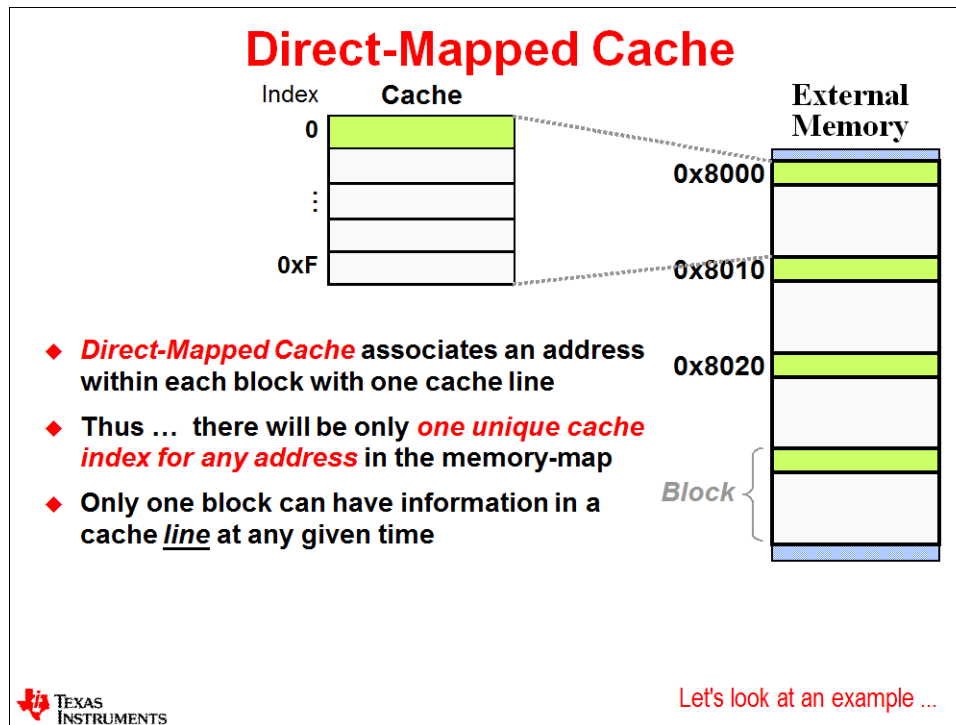 Direct-Mapped Cache
Index
Cache
External
Memory
0
⋮
0xF
0x8000
0x8010
0x8020
Block
◆ Direct-Mapped Cache associates an address
within each block with one cache line
◆ Thus … there will be only one unique cache
index for any address in the memory-map
◆ Only one block can have information in a
cache line at any given time
TEXAS
INSTRUMENTS
Let's look at an example ...